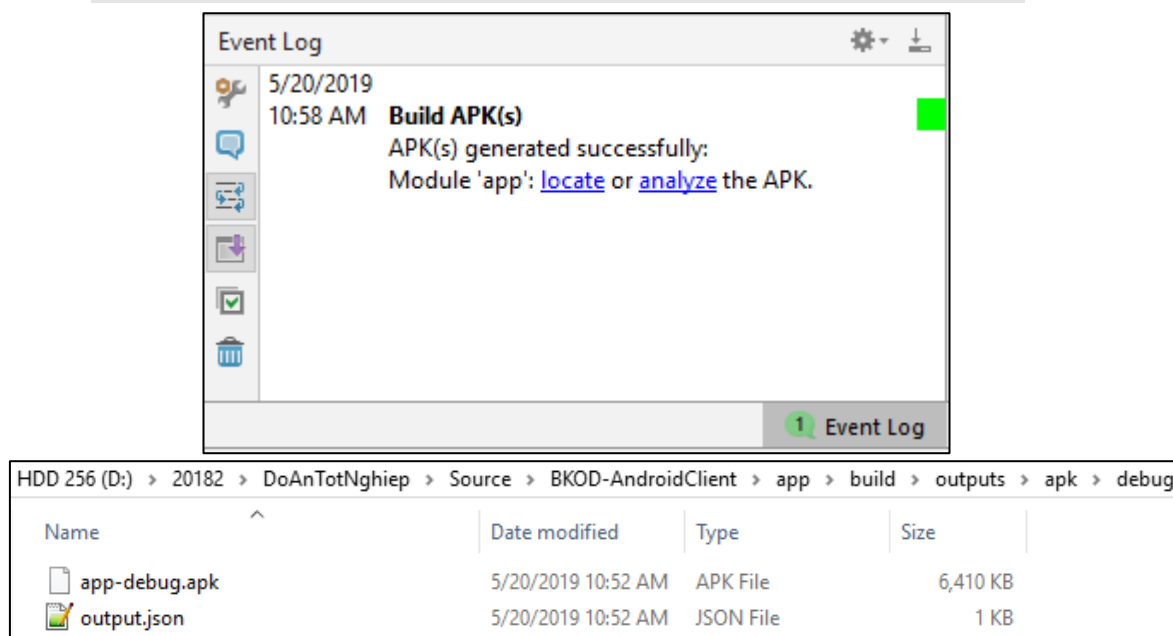 Event Log
5/20/2019
10:58 AM Build APK(s)
APK(s) generated successfully:
Module 'app': locate or analyze the APK.
1 Event Log
HDD 256 (D:) > 20182 > DoAnTotNghiep > Source > BKOD-AndroidClient > app > build > outputs > apk > debug
Name Date modified Type Size
app-debug.apk 5/20/2019 10:52 AM APK File 6,410 KB
output.json 5/20/2019 10:52 AM JSON File 1 KB